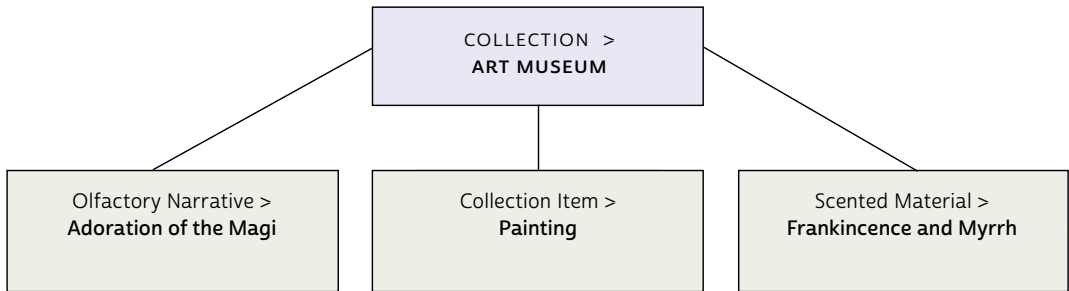 COLLECTION >
ART MUSEUM
Olfactory Narrative >
Adoration of the Magi
Collection Item >
Painting
Scented Material >
Frankincence and Myrrh